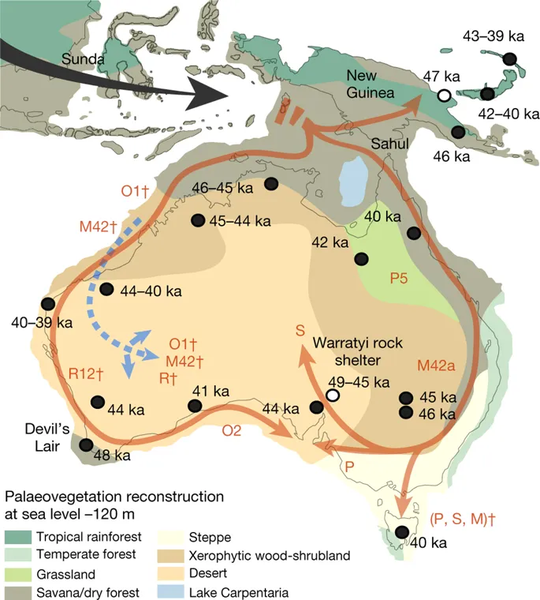 43–39 ka
Sunda
47 ka
New
Guinea
42–40 ka
Sahul
46 ka
O1†
46–45 ka
M42†
45–44 ka
40 ka
42 ka
P5
44–40 ka
40–39 ka
S
Warratyi rock
shelter
O1†
M42†
R†
M42a
R12†
49–45 ka
41 ka
45 ka
44 ka
44 ka
46 ka
Devil's
Lair
O2
48 ka
P
Palaeovegetation reconstruction
at sea level –120 m
(P, S, M)†
40 ka
Tropical rainforest
Temperate forest
Grassland
Savana/dry forest
Steppe
Xerophytic wood-shrubland
Desert
Lake Carpentaria